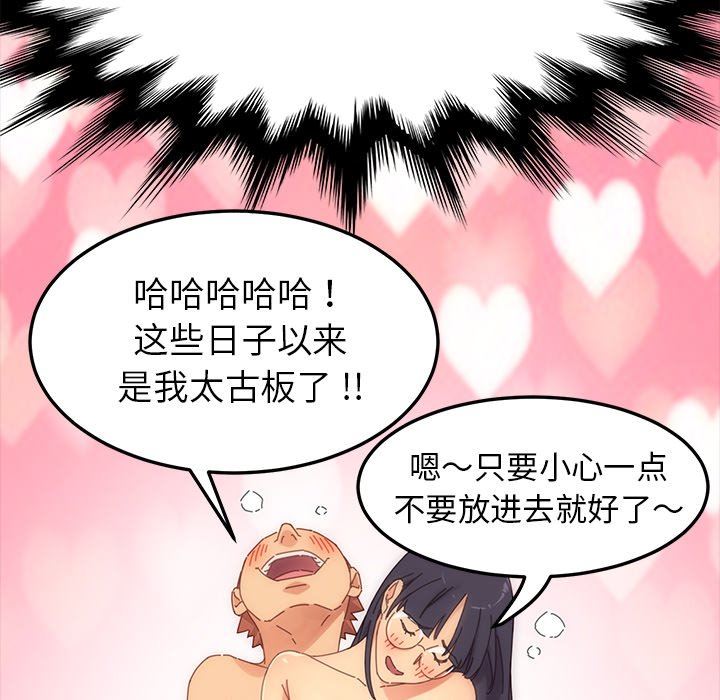 哈哈哈哈哈！
这些日子以来
是我太古板了!!
嗯～只要小心一点
不要放进去就好了～